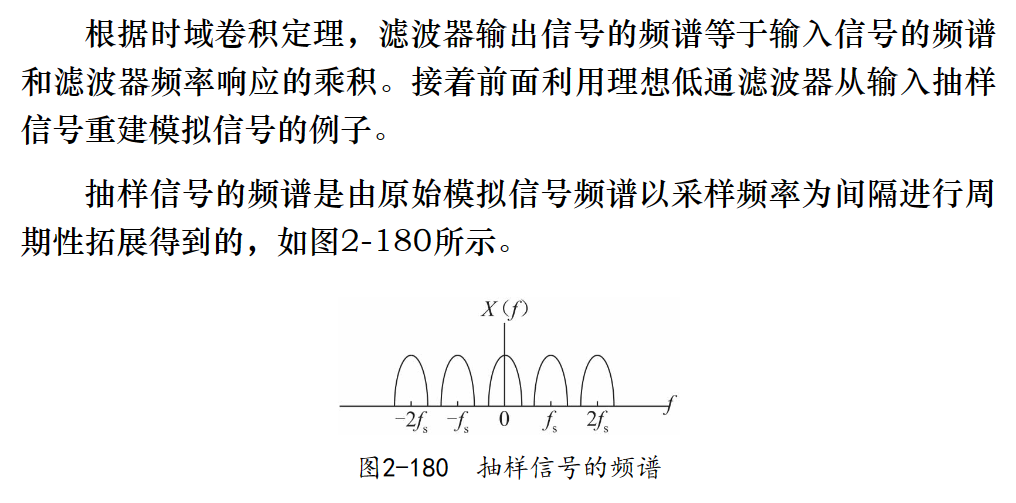 根据时域卷积定理，滤波器输出信号的频谱等于输入信号的频谱
和滤波器频率响应的乘积。接着前面利用理想低通滤波器从输入抽样
信号重建模拟信号的例子。
抽样信号的频谱是由原始模拟信号频谱以采样频率为间隔进行周
期性拓展得到的，如图2-180所示。
X(f)
-2fs -fs 0 fs 2fs f
图2-180 抽样信号的频谱